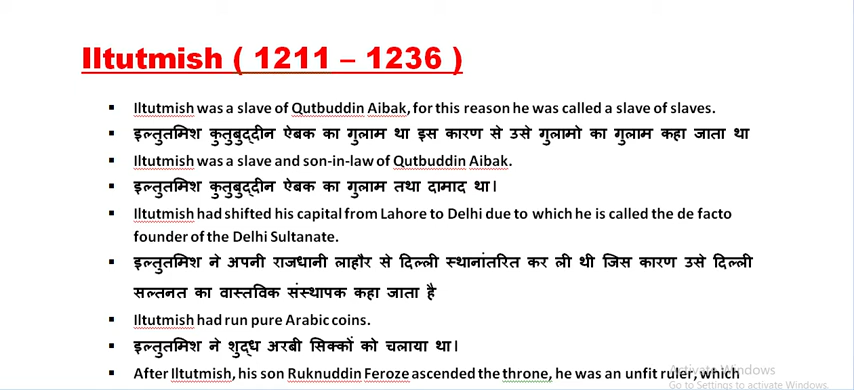 Iltutmish ( 1211 – 1236 )
▪ Iltutmish was a slave of Qutbuddin Aibak, for this reason he was called a slave of slaves.
▪ इल्तुतमिश कुतुबुद्दीन ऐबक का गुलाम था इस कारण से उसे गुलामो का गुलाम कहा जाता था
▪ Iltutmish was a slave and son-in-law of Qutbuddin Aibak.
▪ इल्तुतमिश कुतुबुद्दीन ऐबक का गुलाम तथा दामाद था।
▪ Iltutmish had shifted his capital from Lahore to Delhi due to which he is called the de facto
founder of the Delhi Sultanate.
▪ इल्तुतमिश ने अपनी राजधानी लाहौर से दिल्ली स्थानांतरित कर ली थी जिस कारण उसे दिल्ली
सल्तनत का वास्तविक संस्थापक कहा जाता है
▪ Iltutmish had run pure Arabic coins.
▪ इल्तुतमिश ने शुद्ध अरबी सिक्कों को चलाया था।
▪ After Iltutmish, his son Ruknuddin Feroze ascended the throne, he was an unfit ruler, which
Activate Windows
Go to Settings to activate Windows.